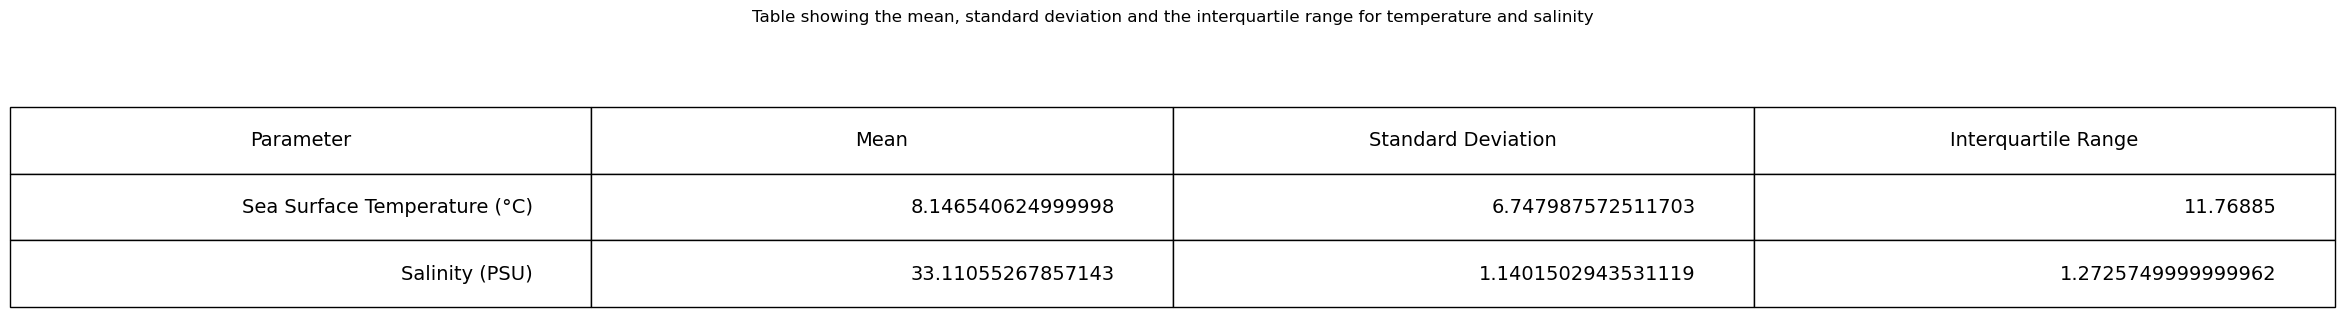 Table showing the mean, standard deviation and the interquartile range for temperature and salinity
Parameter Mean Standard Deviation Interquartile Range
Sea Surface Temperature (°C) 8.146540624999998 6.747987572511703 11.76885
Salinity (PSU) 33.11055267857143 1.1401502943531119 1.2725749999999962